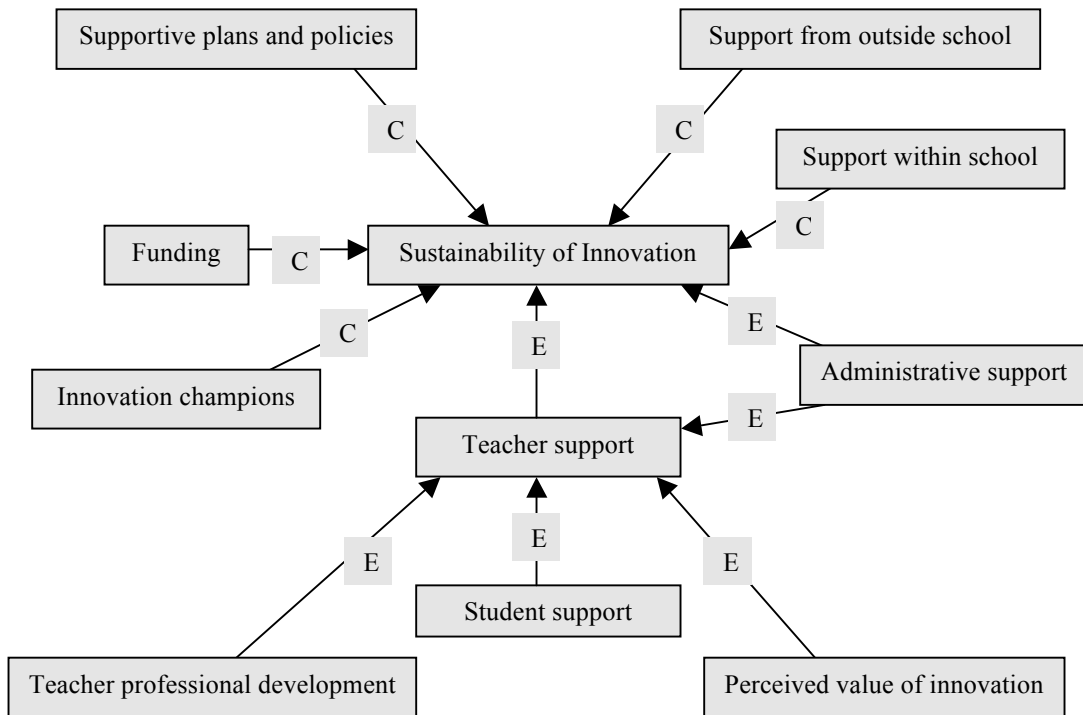 Supportive plans and policies
Support from outside school
C
C
Support within school
C
Funding
C
Sustainability of Innovation
C
E
E
Innovation champions
Administrative support
E
Teacher support
E
E
E
Student support
Teacher professional development
Perceived value of innovation